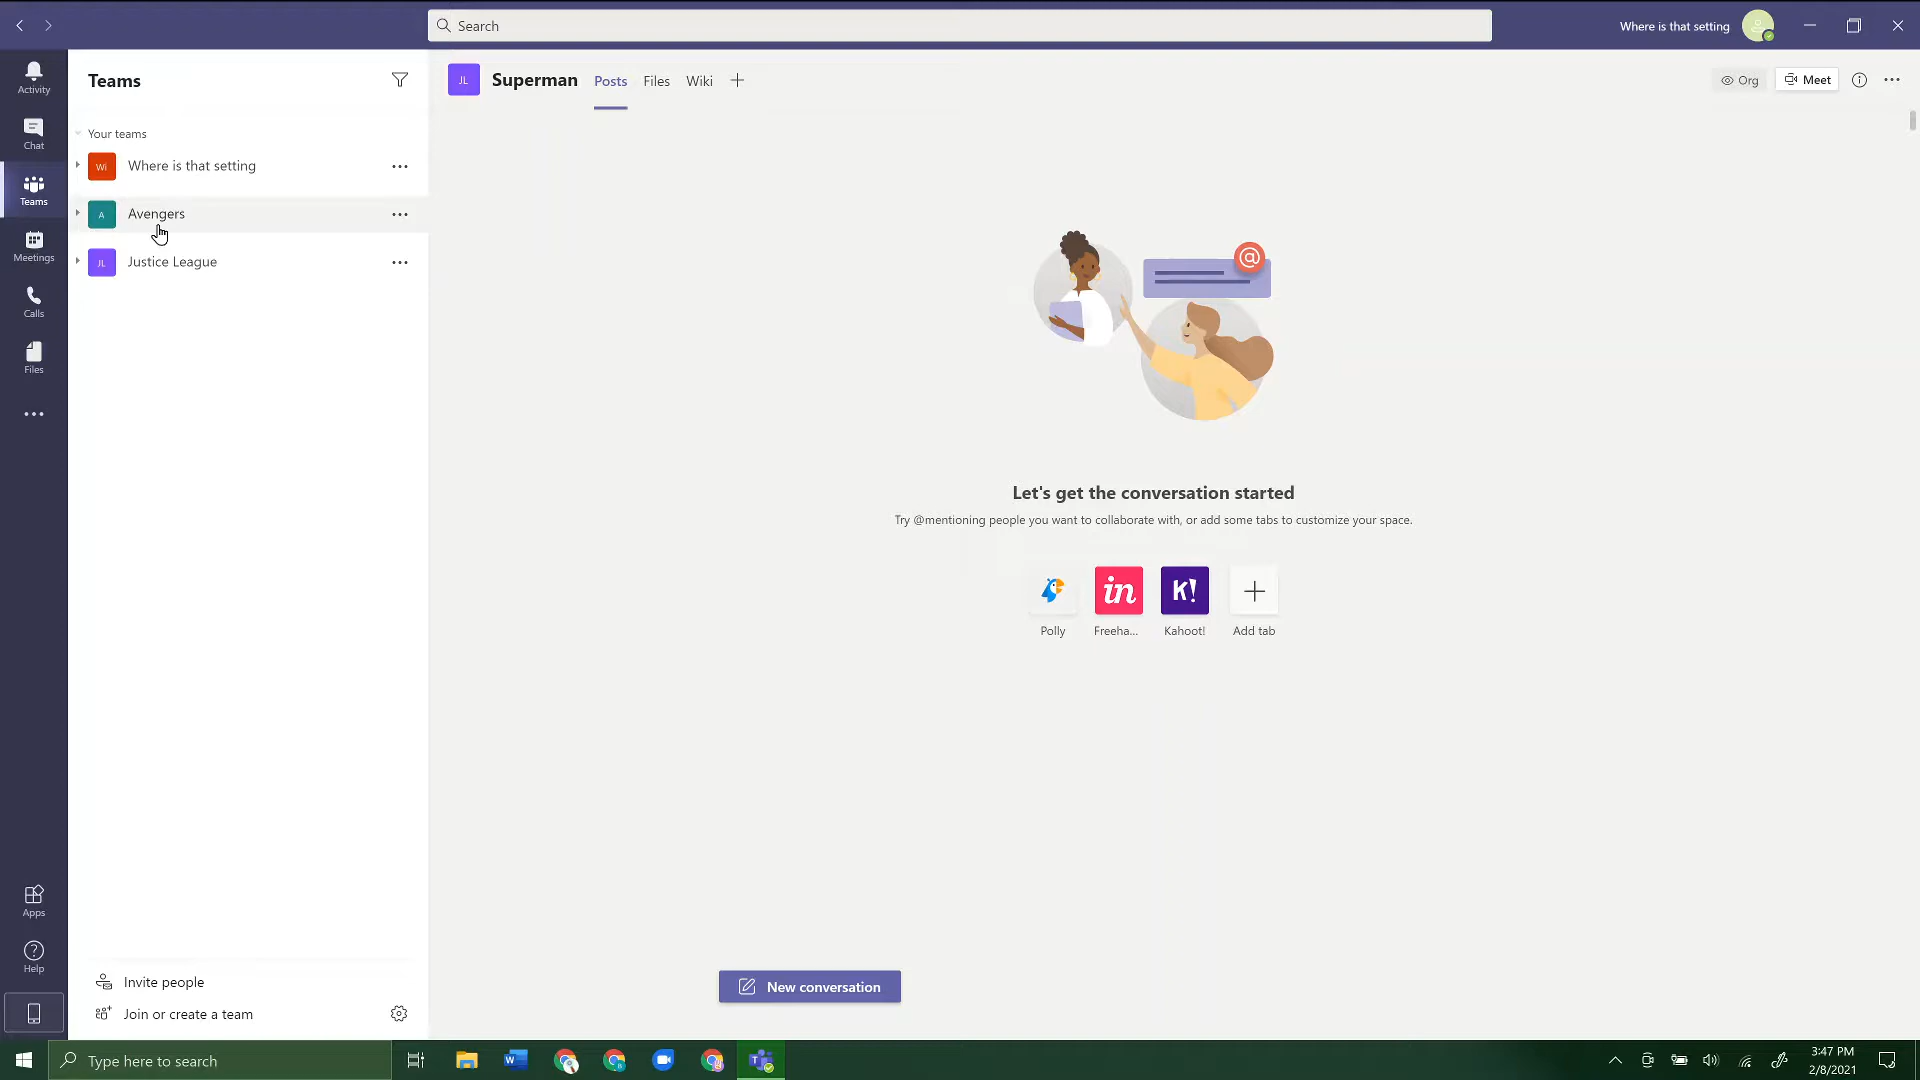 Search
Where is that setting
Activity
Chat
Teams
Meetings
Calls
Files
Apps
Help
Teams
Your teams
Wi Where is that setting
A Avengers
JL Justice League
Invite people
Join or create a team
JL Superman Posts Files Wiki
Org Meet
@
Let's get the conversation started
Try @mentioning people you want to collaborate with, or add some tabs to customize your space.
in K!
Polly Freeha... Kahoot! Add tab
New conversation
Type here to search
W
T
3:47 PM
2/8/2021